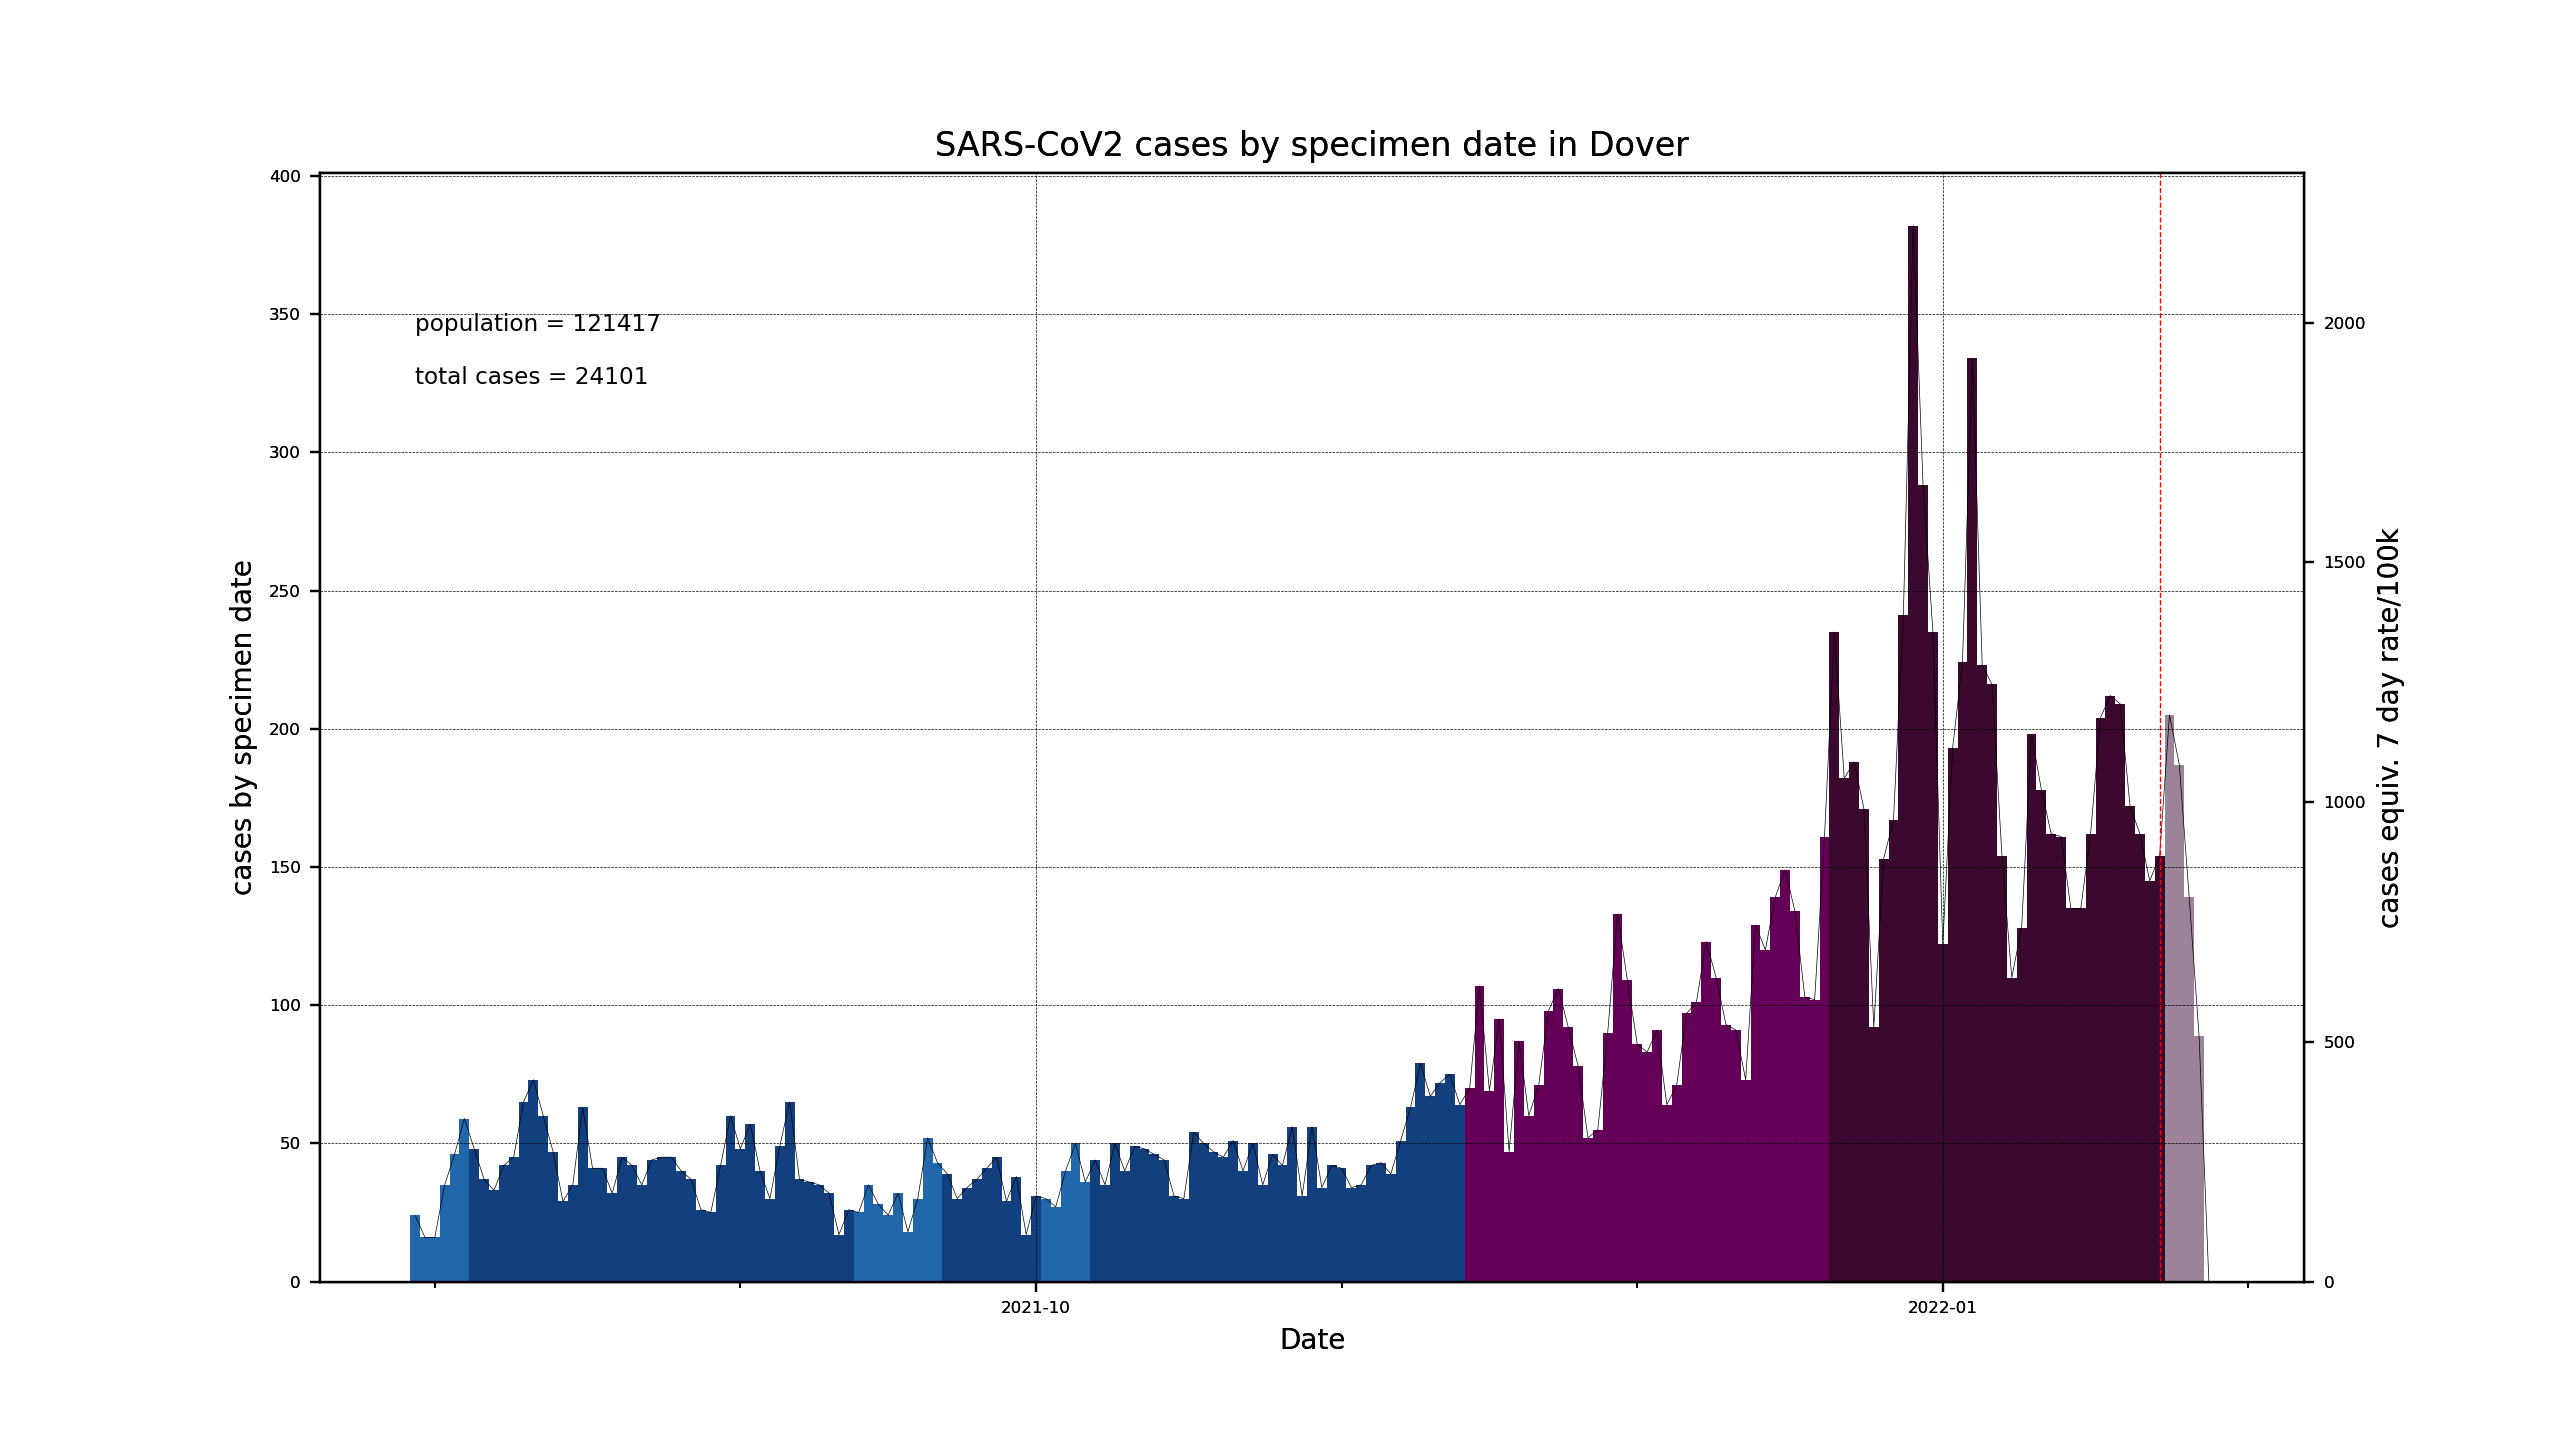 SARS-CoV2 cases by specimen date in Dover
400
350
300
250
200
150
100
50
0
cases by specimen date
population = 121417
total cases = 24101
2000
1500
1000
500
0
cases equiv. 7 day rate/100k
2021-10
2022-01
Date